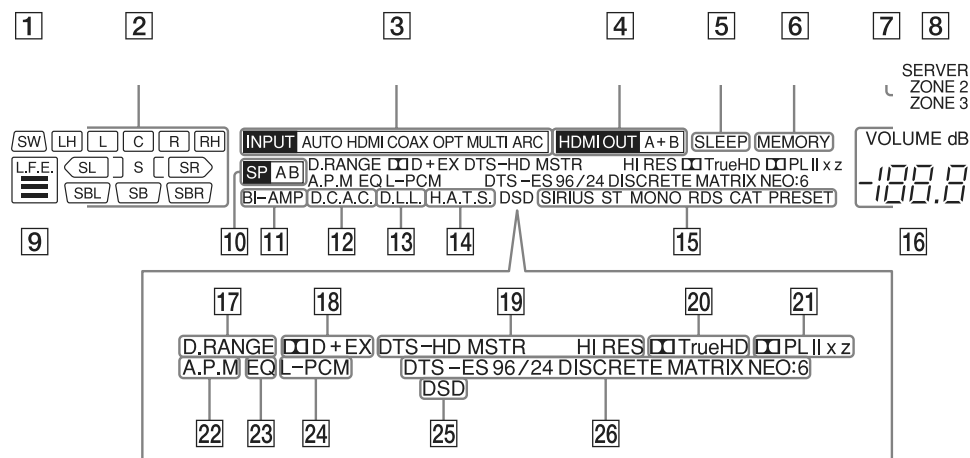 1 2 3 4 5 6 7 8
SERVER
ZONE 2
ZONE 3
SW LH L C R RH INPUT AUTO HDMI COAX OPT MULTI ARC HDMI OUT A+B SLEEP MEMORY VOLUME dB
L.F.E. SL S SR SP A B D.RANGE D+EX DTS-HD MSTR HI RES TrueHD PL II x z
SBL SB SBR A.P.M EQ L-PCM DTS-ES 96/24 DISCRETE MATRIX NEO:6 -188.8
BI-AMP D.C.A.C. D.L.L. H.A.T.S. DSD SIRIUS ST MONO RDS CAT PRESET
9 10 11 12 13 14 15 16
17 18 19 20 21
D.RANGE D+EX DTS-HD MSTR HI RES TrueHD PL II x z
A.P.M EQ L-PCM DTS-ES 96/24 DISCRETE MATRIX NEO:6
DSD
22 23 24 25 26